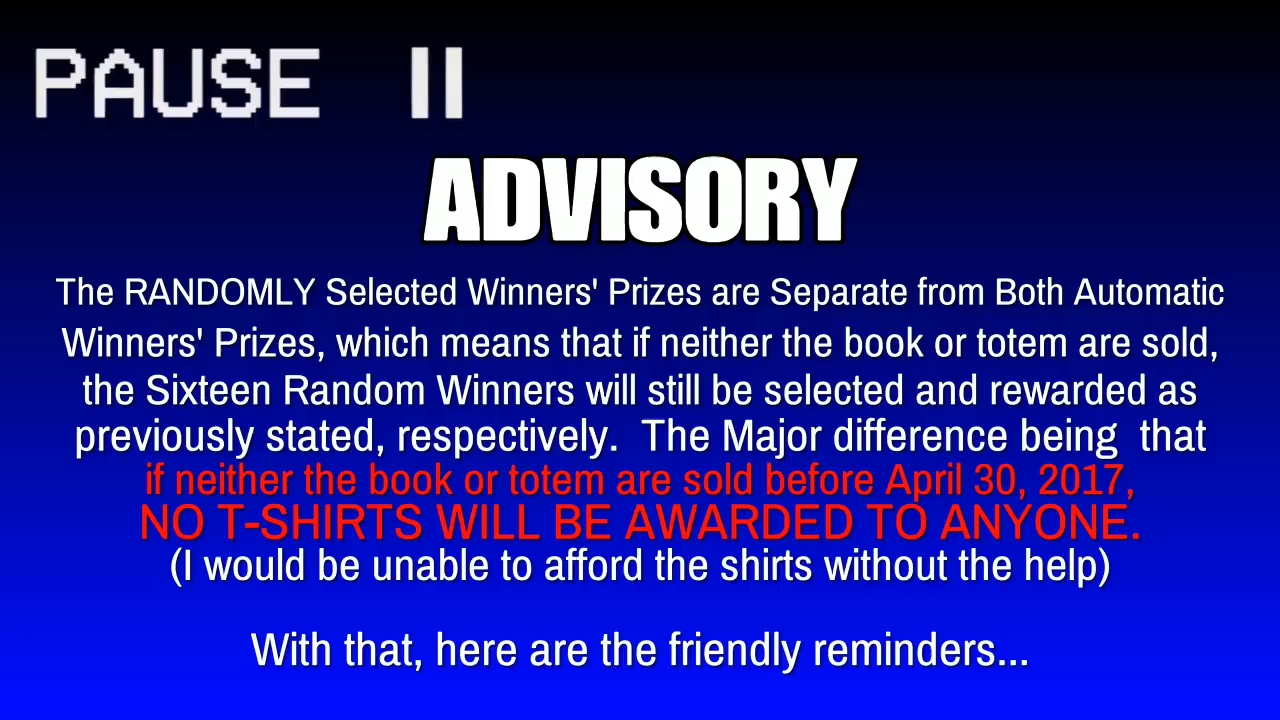 PAUSE II
ADVISORY
The RANDOMLY Selected Winners' Prizes are Separate from Both Automatic
Winners' Prizes, which means that if neither the book or totem are sold,
the Sixteen Random Winners will still be selected and rewarded as
previously stated, respectively.  The Major difference being  that
if neither the book or totem are sold before April 30, 2017,
NO T-SHIRTS WILL BE AWARDED TO ANYONE.
(I would be unable to afford the shirts without the help)
With that, here are the friendly reminders...